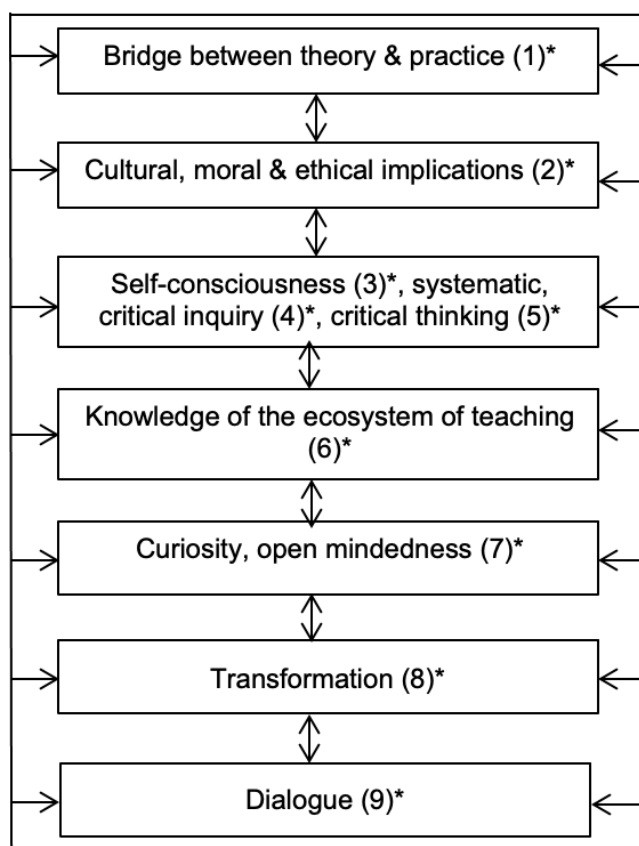 Bridge between theory & practice (1)*
Cultural, moral & ethical implications (2)*
Self-consciousness (3)*, systematic,
critical inquiry (4)*, critical thinking (5)*
Knowledge of the ecosystem of teaching
(6)*
Curiosity, open mindedness (7)*
Transformation (8)*
Dialogue (9)*